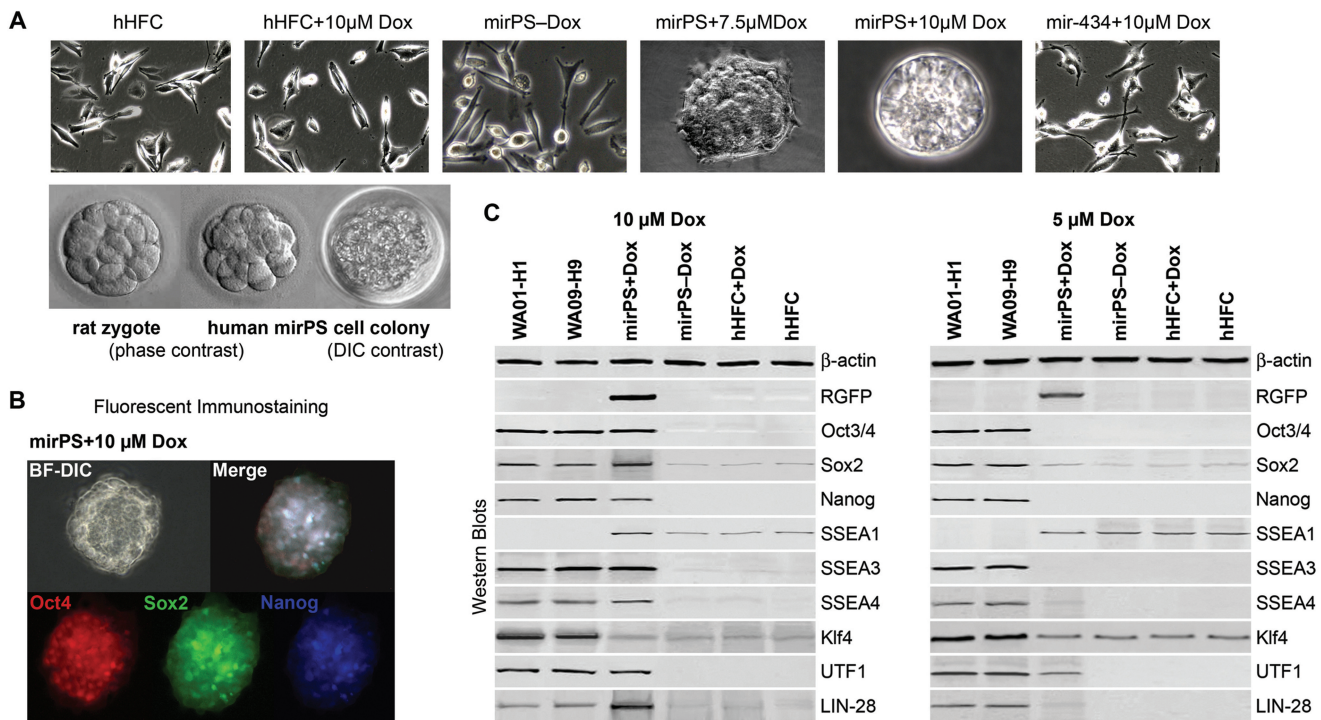 A
hHFC
hHFC+10µM Dox
mirPS–Dox
mirPS+7.5µMDox
mirPS+10µM Dox
mir-434+10µM Dox
rat zygote
(phase contrast)
human mirPS cell colony
(DIC contrast)
B
Fluorescent Immunostaining
mirPS+10 µM Dox
BF-DIC
Merge
Oct4
Sox2
Nanog
C
Western Blots
10 µM Dox
WA01-H1
WA09-H9
mirPS+Dox
mirPS–Dox
hHFC+Dox
hHFC
β-actin
RGFP
Oct3/4
Sox2
Nanog
SSEA1
SSEA3
SSEA4
Klf4
UTF1
LIN-28
5 µM Dox
WA01-H1
WA09-H9
mirPS+Dox
mirPS–Dox
hHFC+Dox
hHFC
β-actin
RGFP
Oct3/4
Sox2
Nanog
SSEA1
SSEA3
SSEA4
Klf4
UTF1
LIN-28